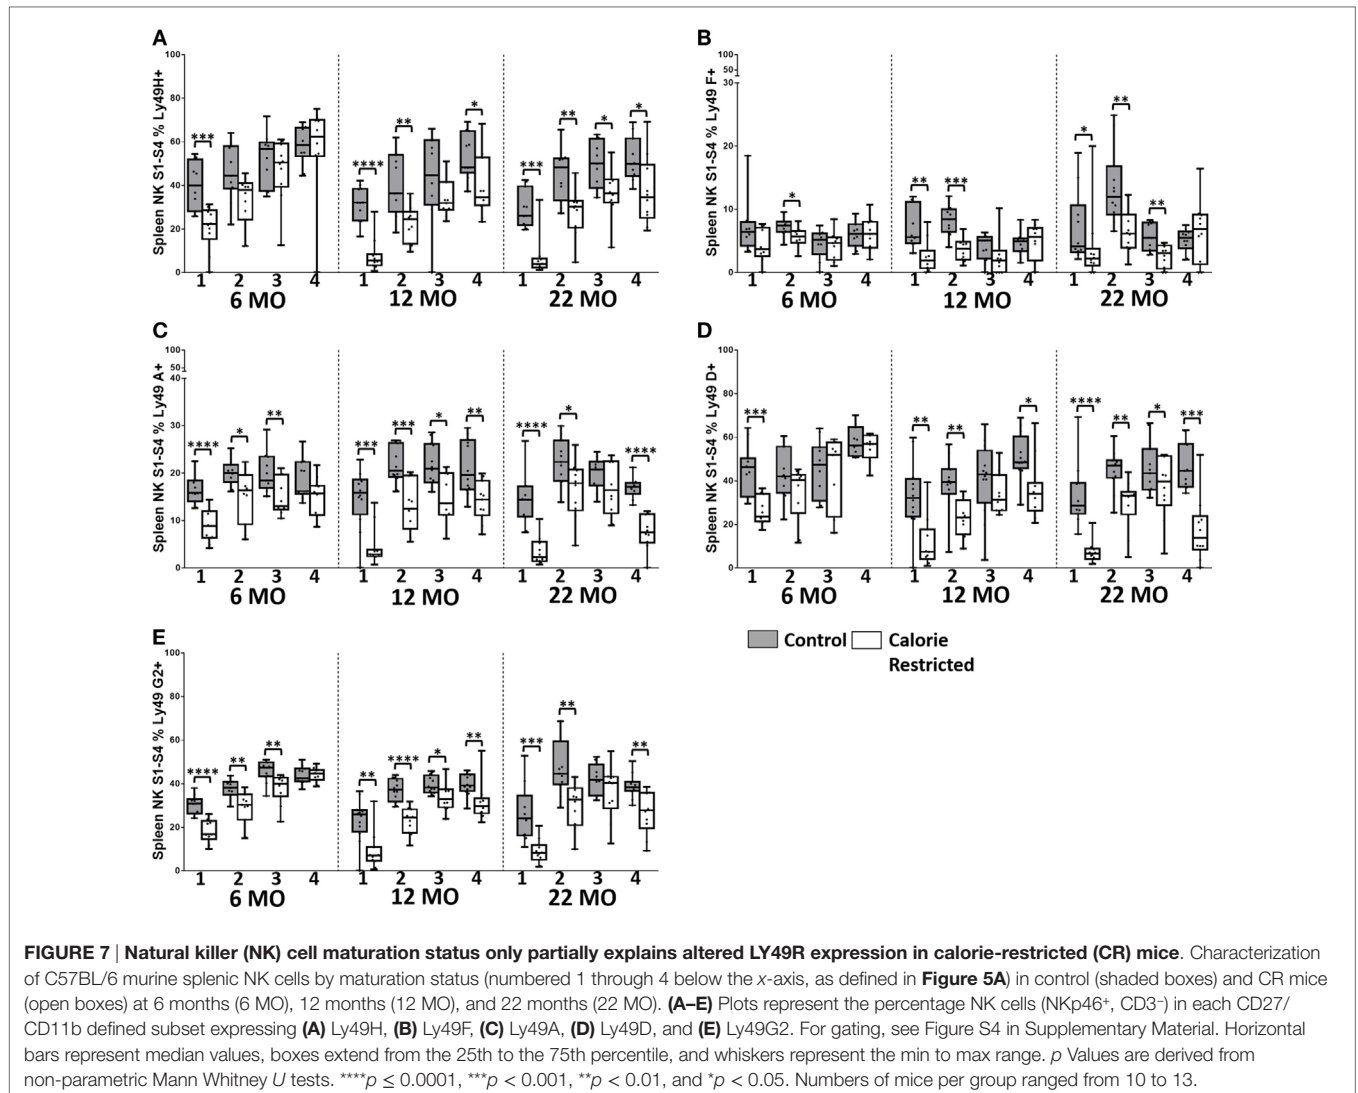 A
Spleen NK S1-S4 % Ly49H+
100
80
60
40
20
0
*** **** ** * *** ** * *
1 2 3 4 1 2 3 4 1 2 3 4
6 MO 12 MO 22 MO
B
Spleen NK S1-S4 % Ly49 F+
100
50
30
20
10
0
* ** *** * ** **
1 2 3 4 1 2 3 4 1 2 3 4
6 MO 12 MO 22 MO
C
Spleen NK S1-S4 % Ly49 A+
100
50
40
30
20
10
0
**** * ** *** *** * ** **** * ****
1 2 3 4 1 2 3 4 1 2 3 4
6 MO 12 MO 22 MO
D
Spleen NK S1-S4 % Ly49 D+
100
80
60
40
20
0
*** ** ** * **** ** * ***
1 2 3 4 1 2 3 4 1 2 3 4
6 MO 12 MO 22 MO
E
Spleen NK S1-S4 % Ly49 G2+
100
80
60
40
20
0
**** ** ** ** **** * ** *** ** **
1 2 3 4 1 2 3 4 1 2 3 4
6 MO 12 MO 22 MO
Control Calorie
Restricted
FIGURE 7 | Natural killer (NK) cell maturation status only partially explains altered LY49R expression in calorie-restricted (CR) mice. Characterization
of C57BL/6 murine splenic NK cells by maturation status (numbered 1 through 4 below the x-axis, as defined in Figure 5A) in control (shaded boxes) and CR mice
(open boxes) at 6 months (6 MO), 12 months (12 MO), and 22 months (22 MO). (A–E) Plots represent the percentage NK cells (NKp46⁺, CD3⁻) in each CD27/
CD11b defined subset expressing (A) Ly49H, (B) Ly49F, (C) Ly49A, (D) Ly49D, and (E) Ly49G2. For gating, see Figure S4 in Supplementary Material. Horizontal
bars represent median values, boxes extend from the 25th to the 75th percentile, and whiskers represent the min to max range. p Values are derived from
non-parametric Mann Whitney U tests. ****p ≤ 0.0001, ***p < 0.001, **p < 0.01, and *p < 0.05. Numbers of mice per group ranged from 10 to 13.